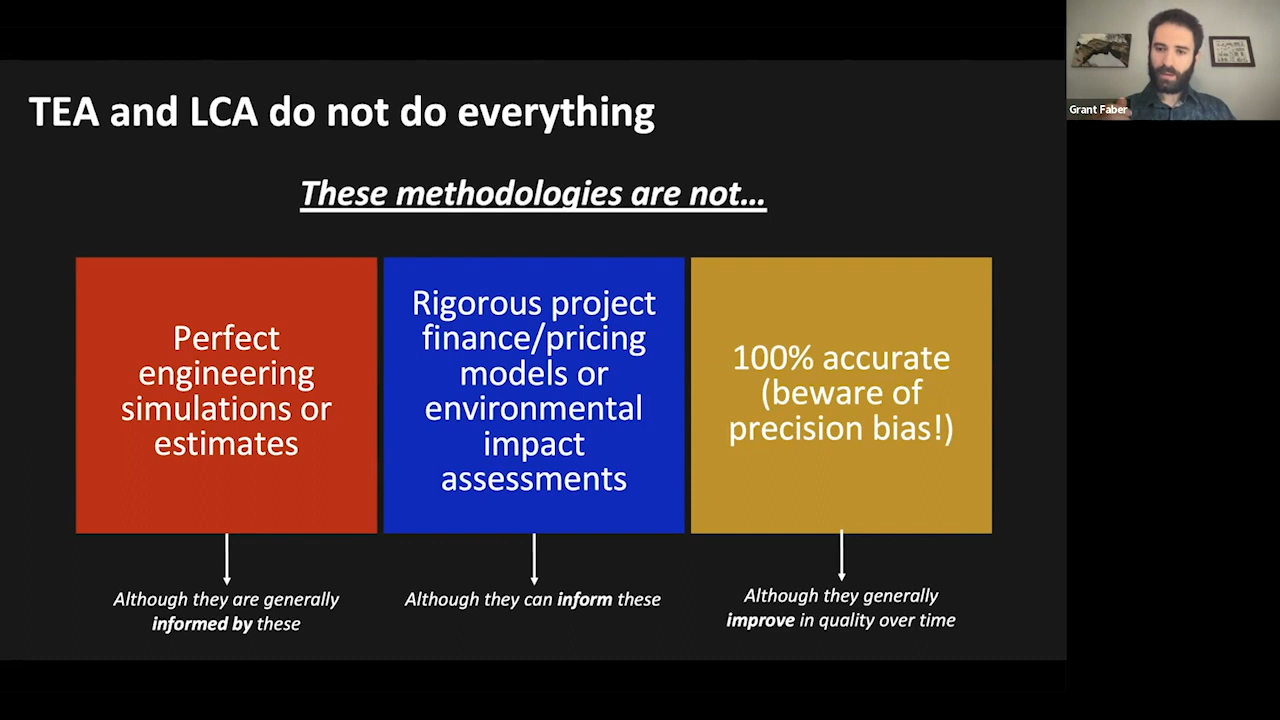 TEA and LCA do not do everything
These methodologies are not...
Perfect
engineering
simulations or
estimates
Rigorous project
finance/pricing
models or
environmental
impact
assessments
100% accurate
(beware of
precision bias!)
Although they are generally
informed by these
Although they can inform these
Although they generally
improve in quality over time
Grant Faber